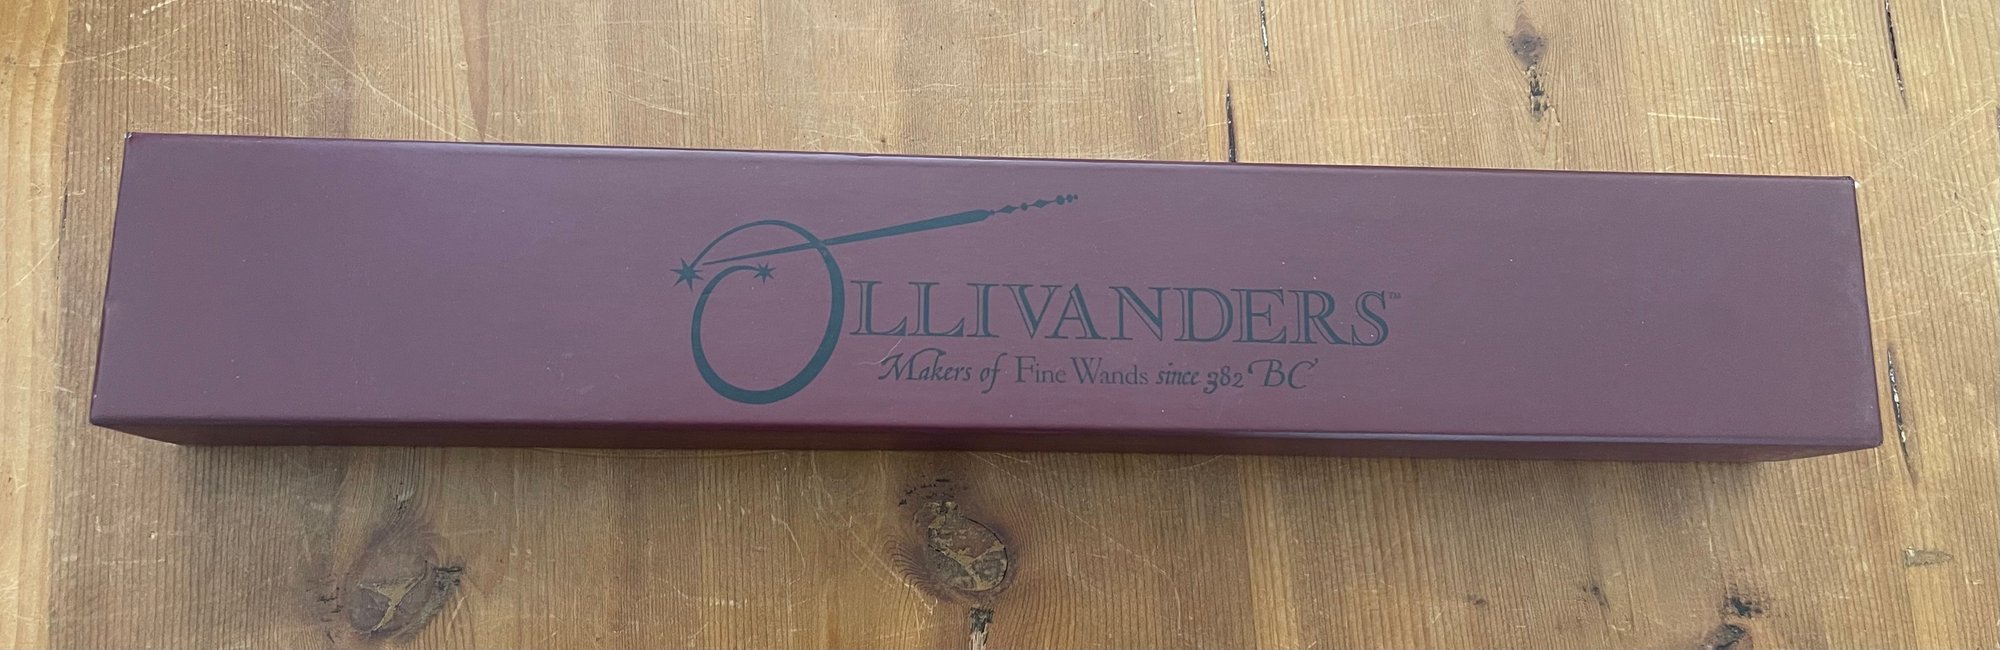 OLLIVANDERS™
Makers of Fine Wands since 382 BC